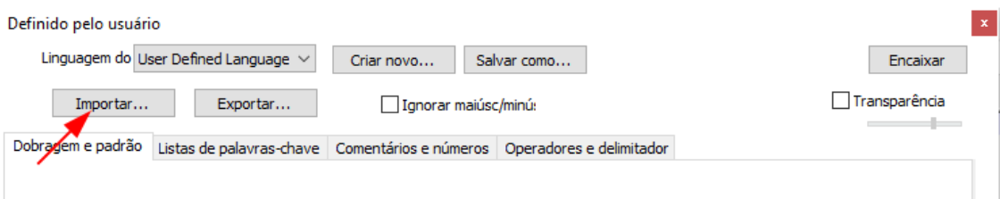 Definido pelo usuário
x
Linguagem do User Defined Language Criar novo... Salvar como... Encaixar
Importar... Exportar... Ignorar maiúsc/minú Transparência
Dobragem e padrão Listas de palavras-chave Comentários e números Operadores e delimitador